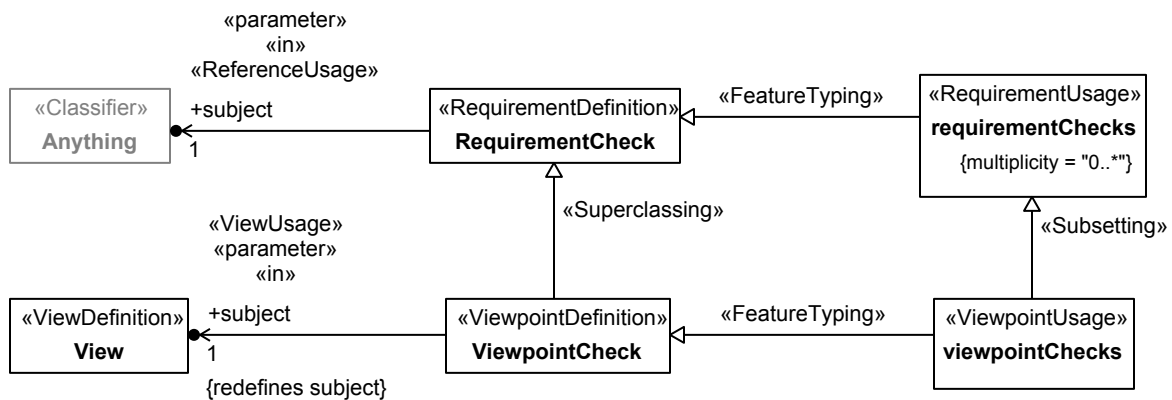 «parameter»
«in»
«ReferenceUsage»
«Classifier»
Anything
+subject
1
«RequirementDefinition»
RequirementCheck
«FeatureTyping»
«RequirementUsage»
requirementChecks
{multiplicity = "0..*"}
«Superclassing»
«Subsetting»
«ViewUsage»
«parameter»
«in»
«ViewDefinition»
View
+subject
1
{redefines subject}
«ViewpointDefinition»
ViewpointCheck
«FeatureTyping»
«ViewpointUsage»
viewpointChecks